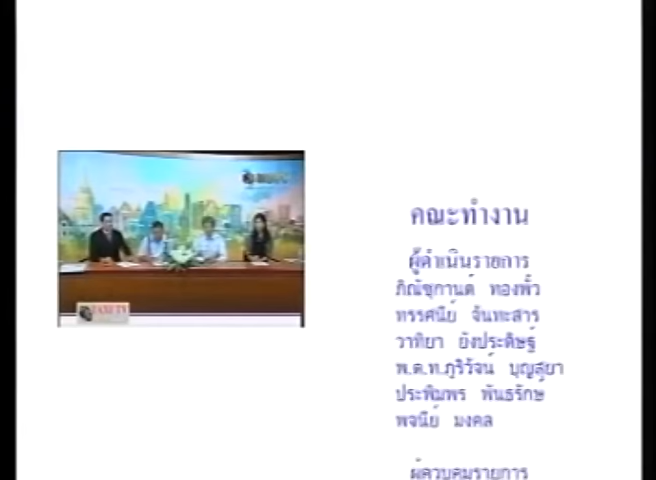 TAXI TV
คณะทำงาน
ผู้ดำเนินรายการ
ภิณัชกานต์ ทองพั้ว
ทรรศนีย์ จันทะสาร
วาทิยา ยังประดิษฐ์
พ.ต.ท.ภูริวัจน์ บุญสุยา
ประพิมพร พันธรักษ์
พจนีย์ มงคล
ผู้ควบคุมรายการ